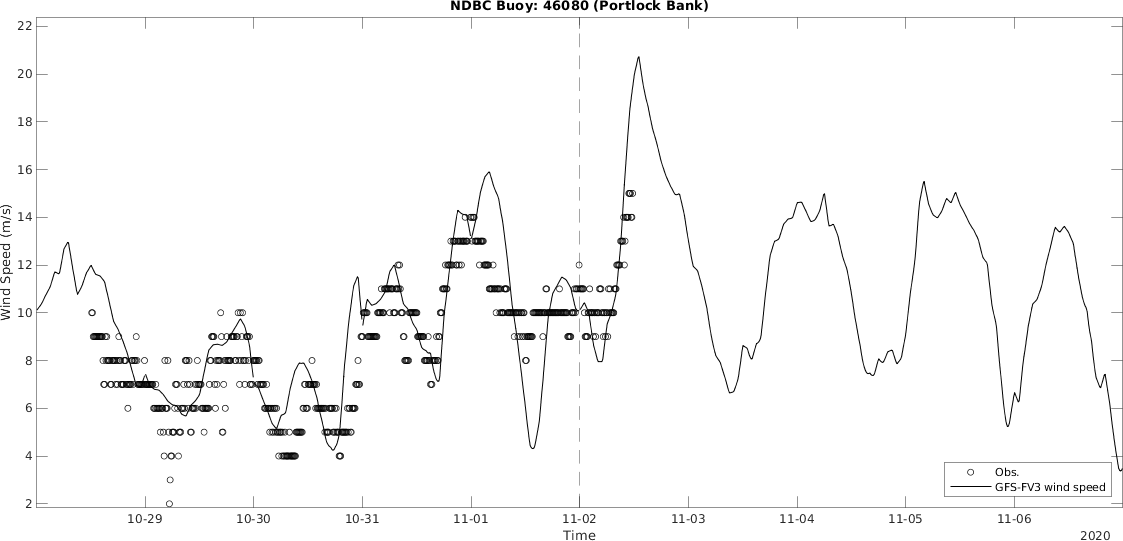 NDBC Buoy: 46080 (Portlock Bank)
22
20
18
16
14
12
10
8
6
4
2
Wind Speed (m/s)
Obs.
GFS-FV3 wind speed
10-29 10-30 10-31 11-01 11-02 11-03 11-04 11-05 11-06
Time
2020